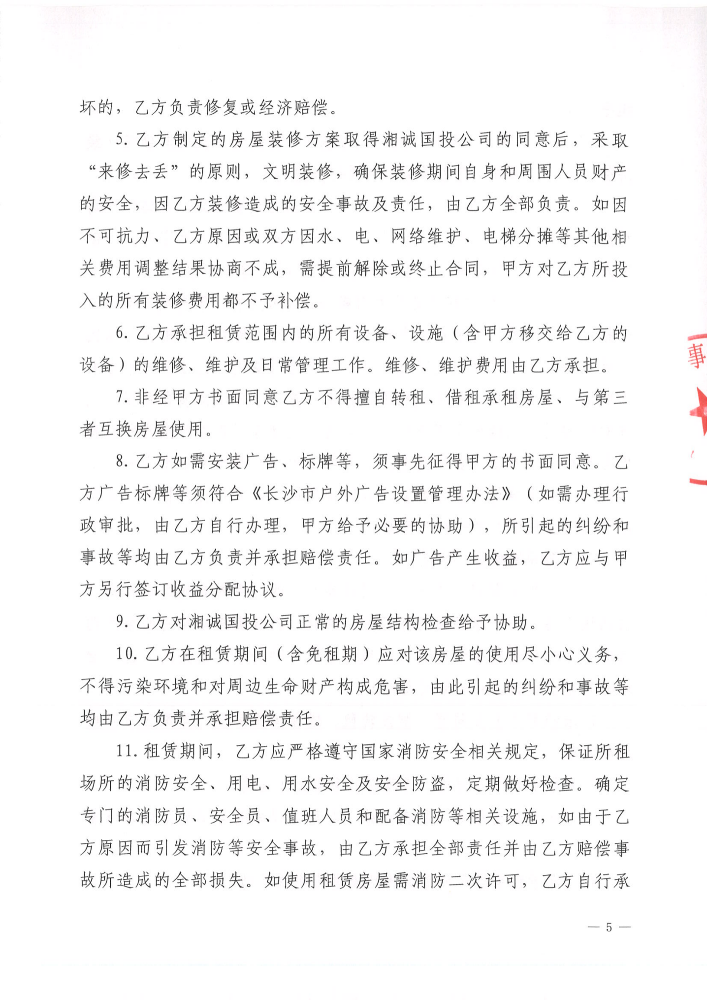 坏的，乙方负责修复或经济赔偿。
5. 乙方制定的房屋装修方案取得湘诚国投公司的同意后，采取
“来修去丢”的原则，文明装修，确保装修期间自身和周围人员财产
的安全，因乙方装修造成的安全事故及责任，由乙方全部负责。如因
不可抗力、乙方原因或双方因水、电、网络维护、电梯分摊等其他相
关费用调整结果协商不成，需提前解除或终止合同，甲方对乙方所投
入的所有装修费用都不予补偿。
6. 乙方承担租赁范围内的所有设备、设施（含甲方移交给乙方的
设备）的维修、维护及日常管理工作。维修、维护费用由乙方承担。
7. 非经甲方书面同意乙方不得擅自转租、借租承租房屋、与第三
者互换房屋使用。
8. 乙方如需安装广告、标牌等，须事先征得甲方的书面同意。乙
方广告标牌等须符合《长沙市户外广告设置管理办法》（如需办理行
政审批，由乙方自行办理，甲方给予必要的协助），所引起的纠纷和
事故等均由乙方负责并承担赔偿责任。如广告产生收益，乙方应与甲
方另行签订收益分配协议。
9. 乙方对湘诚国投公司正常的房屋结构检查给予协助。
10. 乙方在租赁期间（含免租期）应对该房屋的使用尽小心义务，
不得污染环境和对周边生命财产构成危害，由此引起的纠纷和事故等
均由乙方负责并承担赔偿责任。
11. 租赁期间，乙方应严格遵守国家消防安全相关规定，保证所租
场所的消防安全、用电、用水安全及安全防盗，定期做好检查。确定
专门的消防员、安全员、值班人员和配备消防等相关设施，如由于乙
方原因而引发消防等安全事故，由乙方承担全部责任并由乙方赔偿事
故所造成的全部损失。如使用租赁房屋需消防二次许可，乙方自行承
— 5 —
事